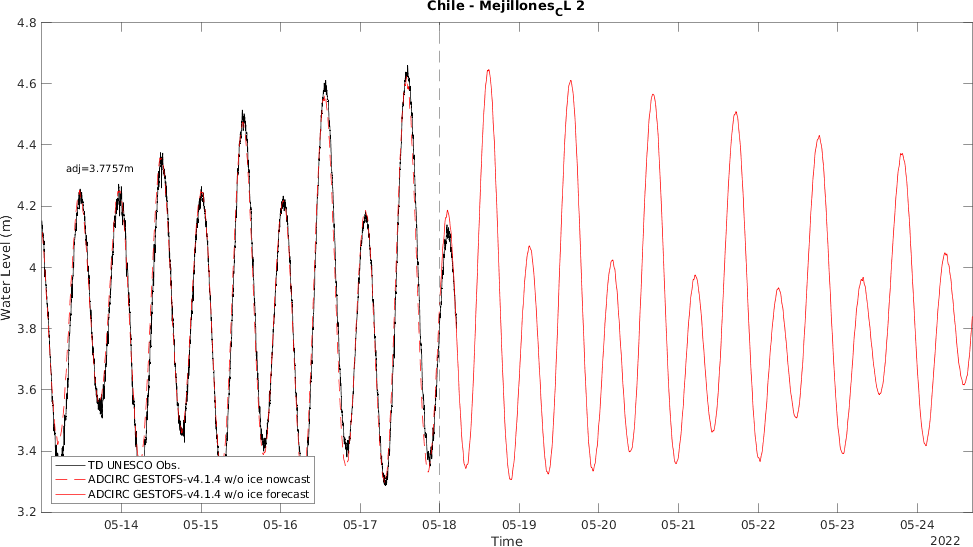 Chile - Mejillones_CL 2
4.8
4.6
4.4
4.2
4
3.8
3.6
3.4
3.2
Water Level (m)
adj=3.7757m
TD UNESCO Obs.
ADCIRC GESTOFS-v4.1.4 w/o ice nowcast
ADCIRC GESTOFS-v4.1.4 w/o ice forecast
05-14 05-15 05-16 05-17 05-18 05-19 05-20 05-21 05-22 05-23 05-24
Time
2022